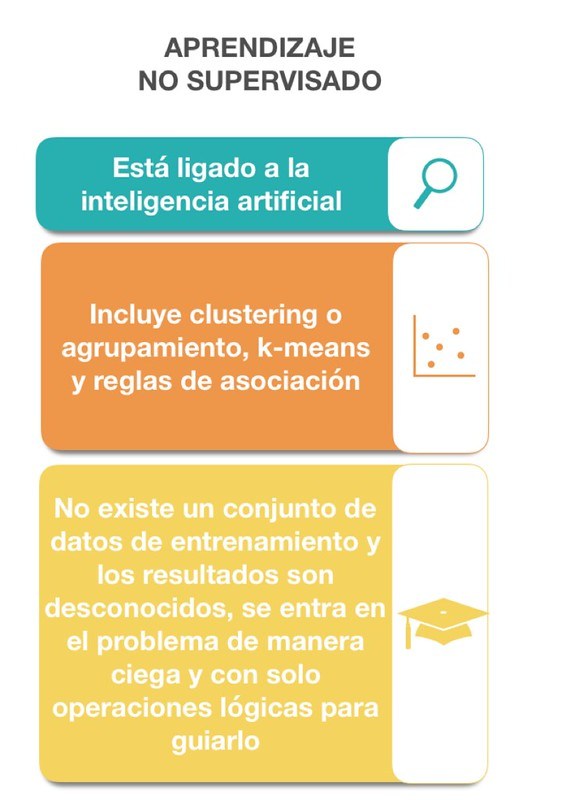 APRENDIZAJE
NO SUPERVISADO
Está ligado a la
inteligencia artificial
Incluye clustering o
agrupamiento, k-means
y reglas de asociación
No existe un conjunto de
datos de entrenamiento y
los resultados son
desconocidos, se entra en
el problema de manera
ciega y con solo
operaciones lógicas para
guiarlo